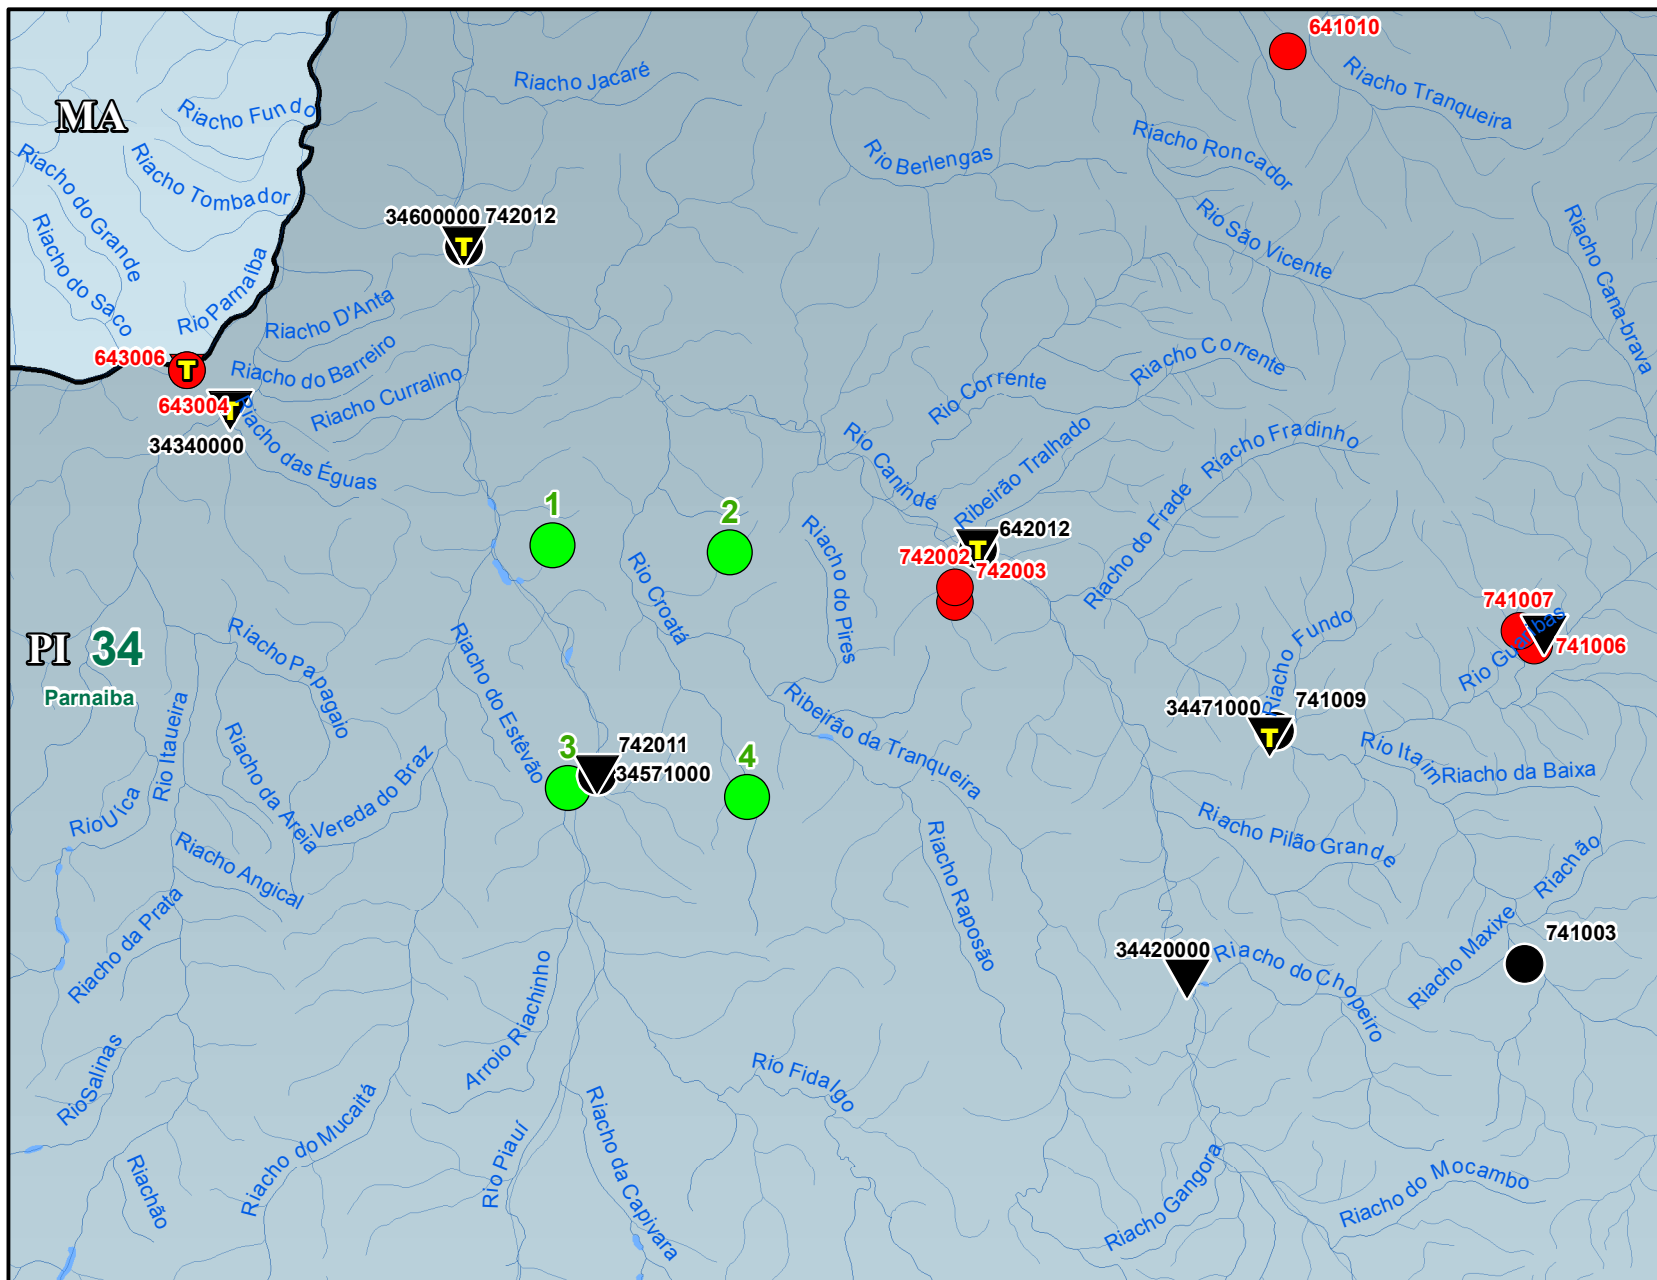 641010
Riacho Jacaré
Riacho Tranqueira
MA
Riacho Fundo
Riacho Roncador
Rio Berlengas
Riacho do Grande
Riacho Tombador
34600000 742012
T
Rio São Vicente
Riacho Cana-brava
Riacho do Saco
Rio Parnaíba
Riacho D'Anta
643006
T
Riacho do Barreiro
Riacho Corrente
Rio Corrente
Riacho Curralino
643004
T
34340000
Riacho das Éguas
Rio Canindé
Ribeirão Tralhado
Riacho Fradinho
Riacho do Frade
1
2
642012
T
742002
742003
Riacho do Pires
Rio Croatá
741007
741006
Rio Guaribas
PI 34
Parnaiba
Riacho Papagaio
Riacho do Estêvão
Riacho Fundo
34471000
741009
T
Rio Itaueira
Riacho da Areia
Vereda do Braz
3
742011
34571000
4
Ribeirão da Tranqueira
Rio Itaim
Riacho da Baixa
Rio Uíca
Riacho Angical
Riacho Pilão Grande
Riacho Raposão
Riachão
Riacho da Prata
34420000
Riacho do Chopeiro
Riacho Maxixe
741003
Arroio Riachinho
Rio Salinas
Riacho do Mucaitá
Rio Fidalgo
Rio Piauí
Riacho da Capivara
Riachão
Riacho Gangora
Riacho do Mocambo